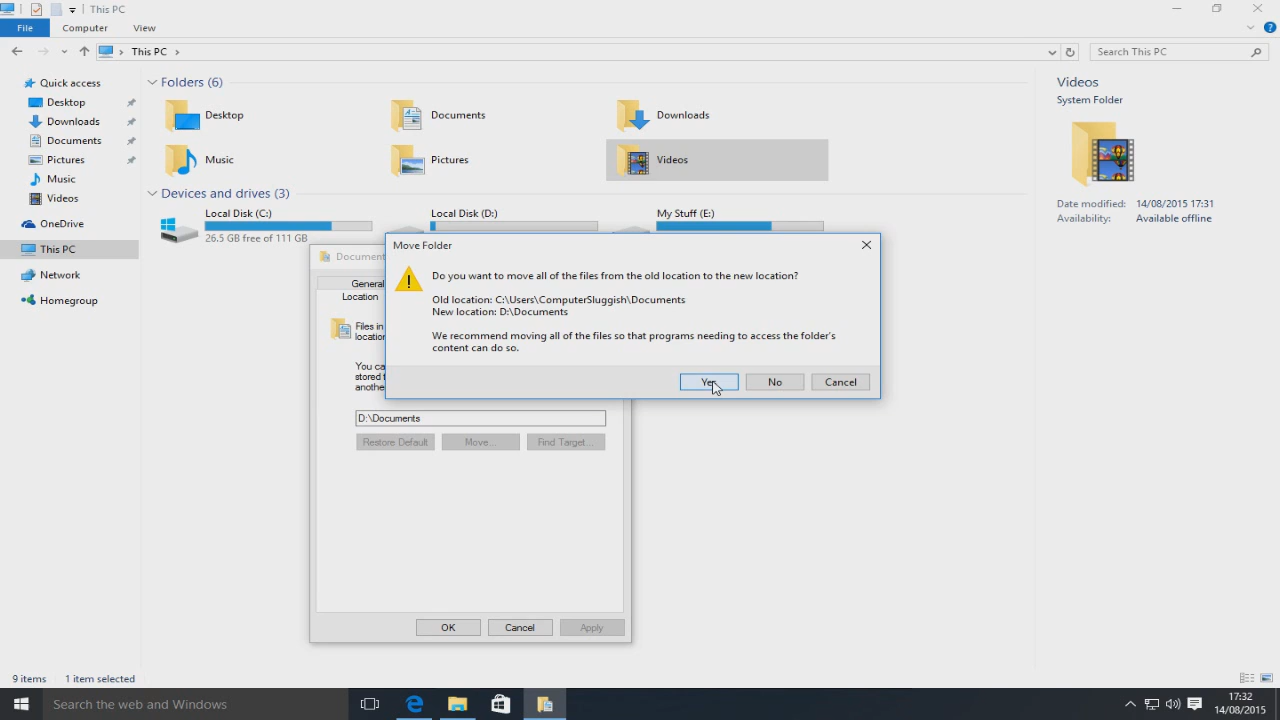 This PC
File
Computer
View
This PC
Search This PC
Quick access
Desktop
Downloads
Documents
Pictures
Music
Videos
OneDrive
This PC
Network
Homegroup
Folders (6)
Desktop
Documents
Downloads
Music
Pictures
Videos
Devices and drives (3)
Local Disk (C:)
26.5 GB free of 111 GB
Local Disk (D:)
My Stuff (E:)
Videos
System Folder
Date modified: 14/08/2015 17:31
Availability: Available offline
Move Folder
Do you want to move all of the files from the old location to the new location?
Old location: C:\Users\ComputerSluggish\Documents
New location: D:\Documents
We recommend moving all of the files so that programs needing to access the folder's
content can do so.
Yes
No
Cancel
General
Location
Files in
You can
D:\Documents
Restore Default
Move...
Find Target...
OK
Cancel
Apply
9 items
1 item selected
Search the web and Windows
17:32
14/08/2015